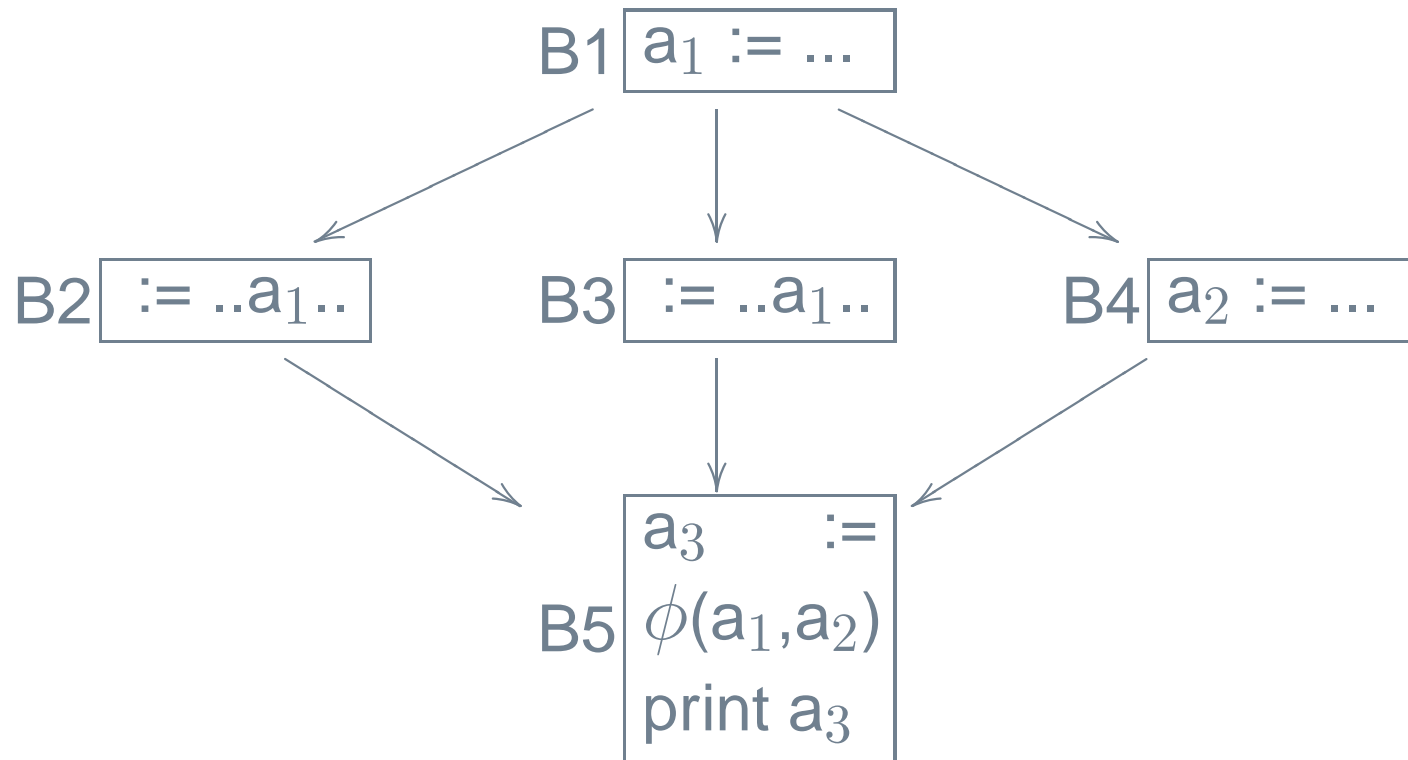 B1 a₁ := ...
B2 := ..a₁..
B3 := ..a₁..
B4 a₂ := ...
B5
a₃ :=
ϕ(a₁,a₂)
print a₃